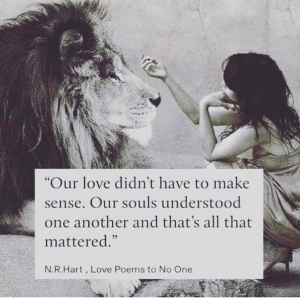 “Our love didn’t have to make
sense. Our souls understood
one another and that’s all that
mattered.”
N.R.Hart , Love Poems to No One